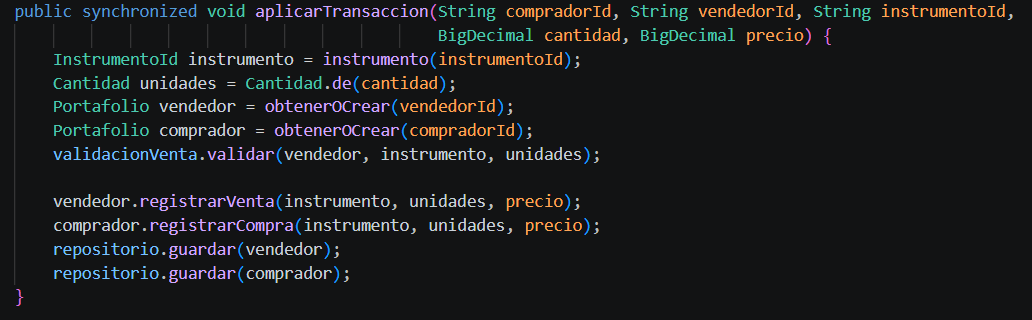 public synchronized void aplicarTransaccion(String compradorId, String vendedorId, String instrumentoId,
BigDecimal cantidad, BigDecimal precio) {
InstrumentoId instrumento = instrumento(instrumentoId);
Cantidad unidades = Cantidad.de(cantidad);
Portafolio vendedor = obtenerOCrear(vendedorId);
Portafolio comprador = obtenerOCrear(compradorId);
validacionVenta.validar(vendedor, instrumento, unidades);
vendedor.registrarVenta(instrumento, unidades, precio);
comprador.registrarCompra(instrumento, unidades, precio);
repositorio.guardar(vendedor);
repositorio.guardar(comprador);
}